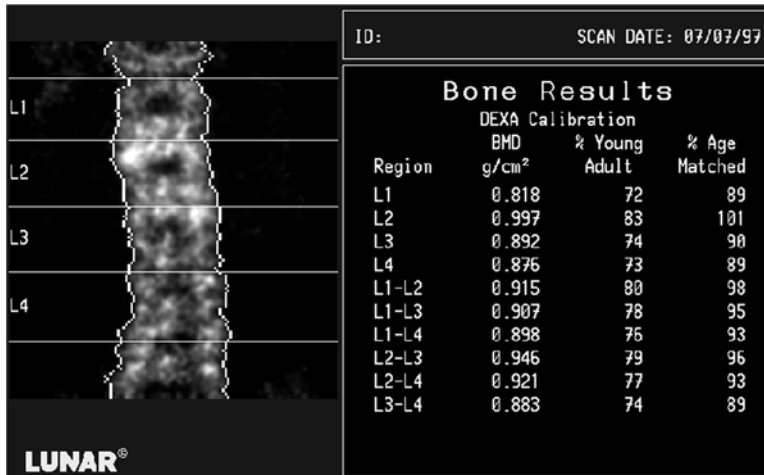 L1
L2
L3
L4
LUNAR®
ID: SCAN DATE: 07/07/97
Bone Results
DEXA Calibration
BMD % Young % Age
Region g/cm² Adult Matched
L1 0.818 72 89
L2 0.997 83 101
L3 0.892 74 90
L4 0.876 73 89
L1-L2 0.915 80 98
L1-L3 0.907 78 95
L1-L4 0.898 76 93
L2-L3 0.946 79 96
L2-L4 0.921 77 93
L3-L4 0.883 74 89